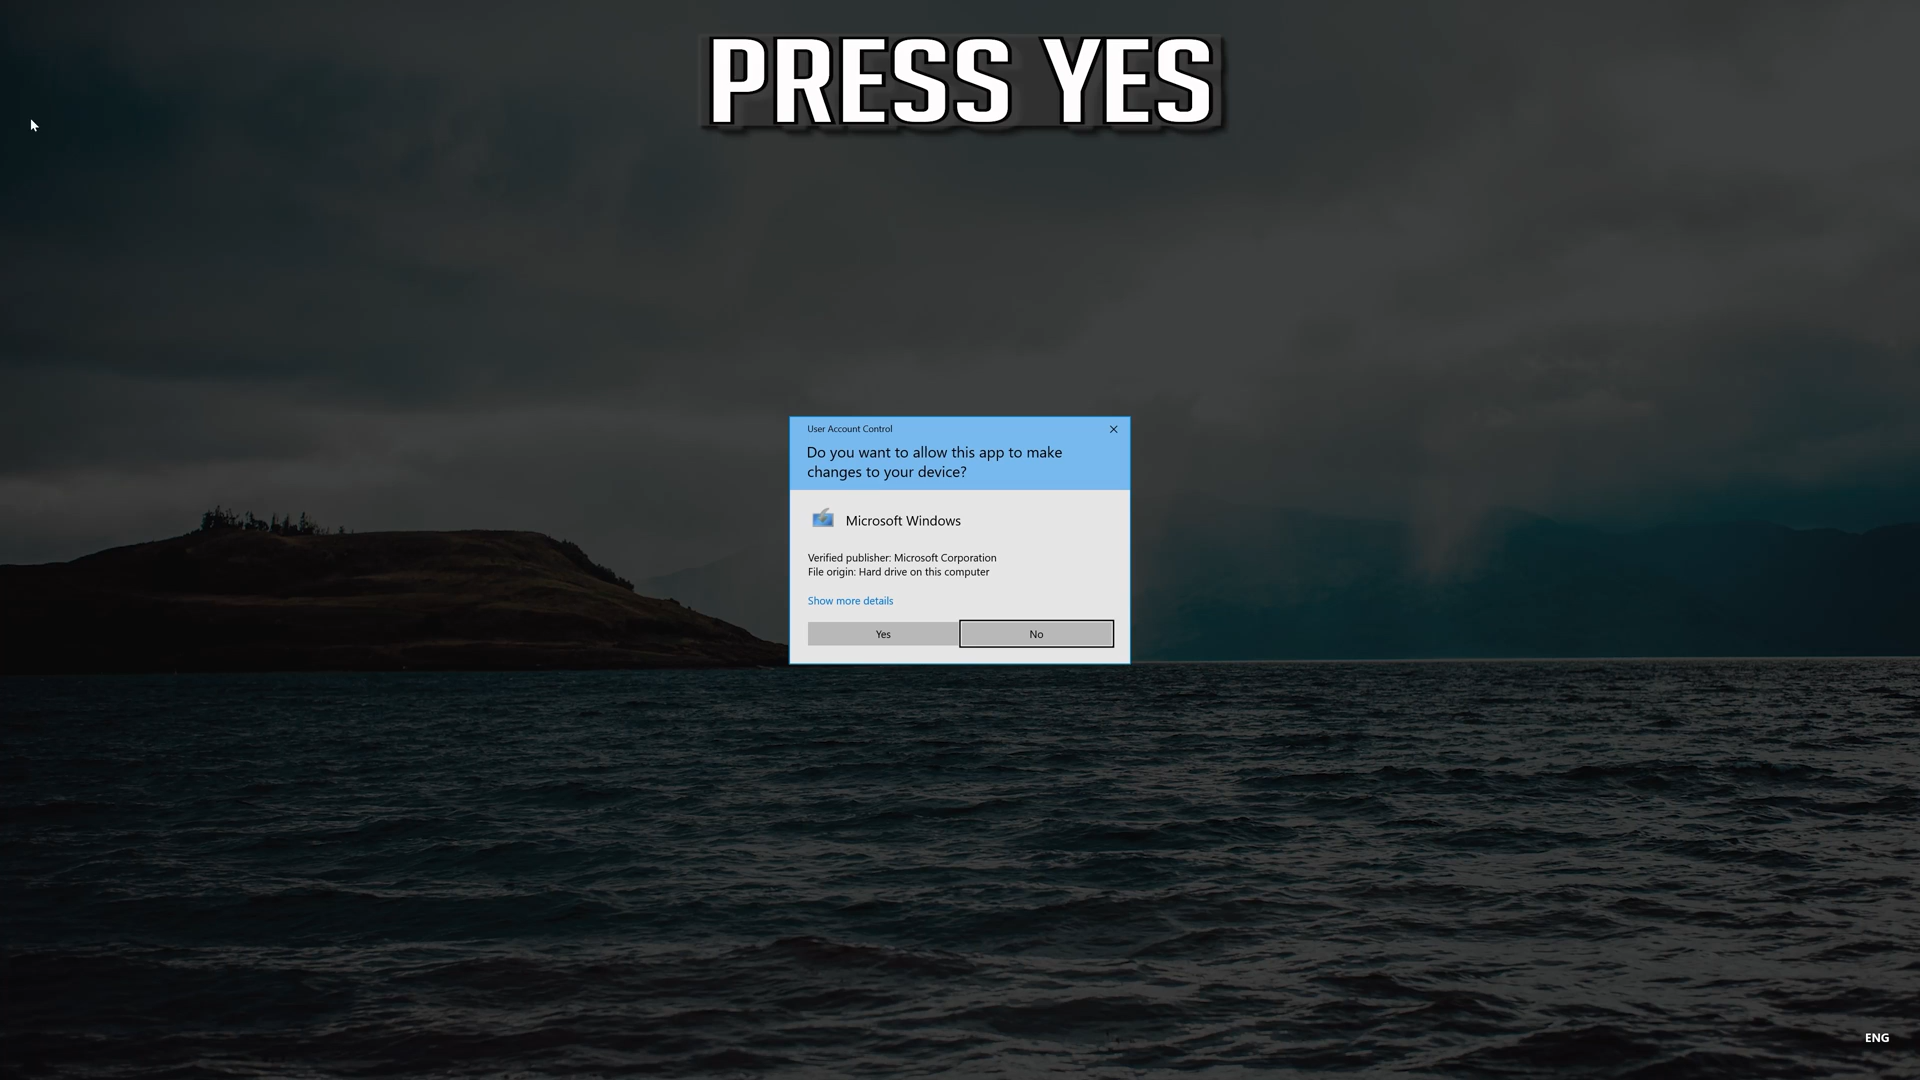 PRESS YES
User Account Control
Do you want to allow this app to make
changes to your device?
Microsoft Windows
Verified publisher: Microsoft Corporation
File origin: Hard drive on this computer
Show more details
Yes
No
ENG